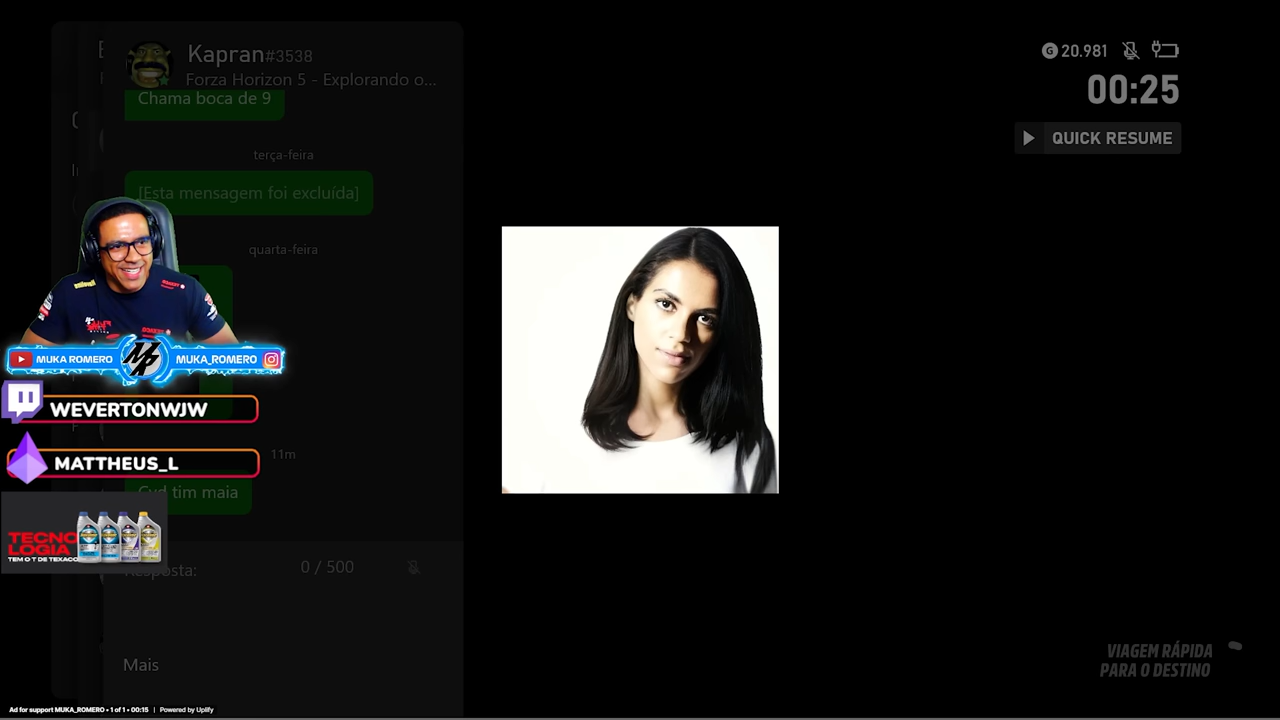 Kapran#3538
Forza Horizon 5 - Explorando o...
Chama boca de 9
terça-feira
[Esta mensagem foi excluída]
quarta-feira
MUKA ROMERO
MUKA_ROMERO
WEVERTONWJW
MATTHEUS_L
11m
tim maia
TECNO
LOGIA
TEM O T DE TEXACO
Resposta:
0 / 500
Mais
Ad for support MUKA_ROMERO • 1 of 1 • 00:15 | Powered by Uplify
G 20.981
00:25
QUICK RESUME
VIAGEM RÁPIDA
PARA O DESTINO